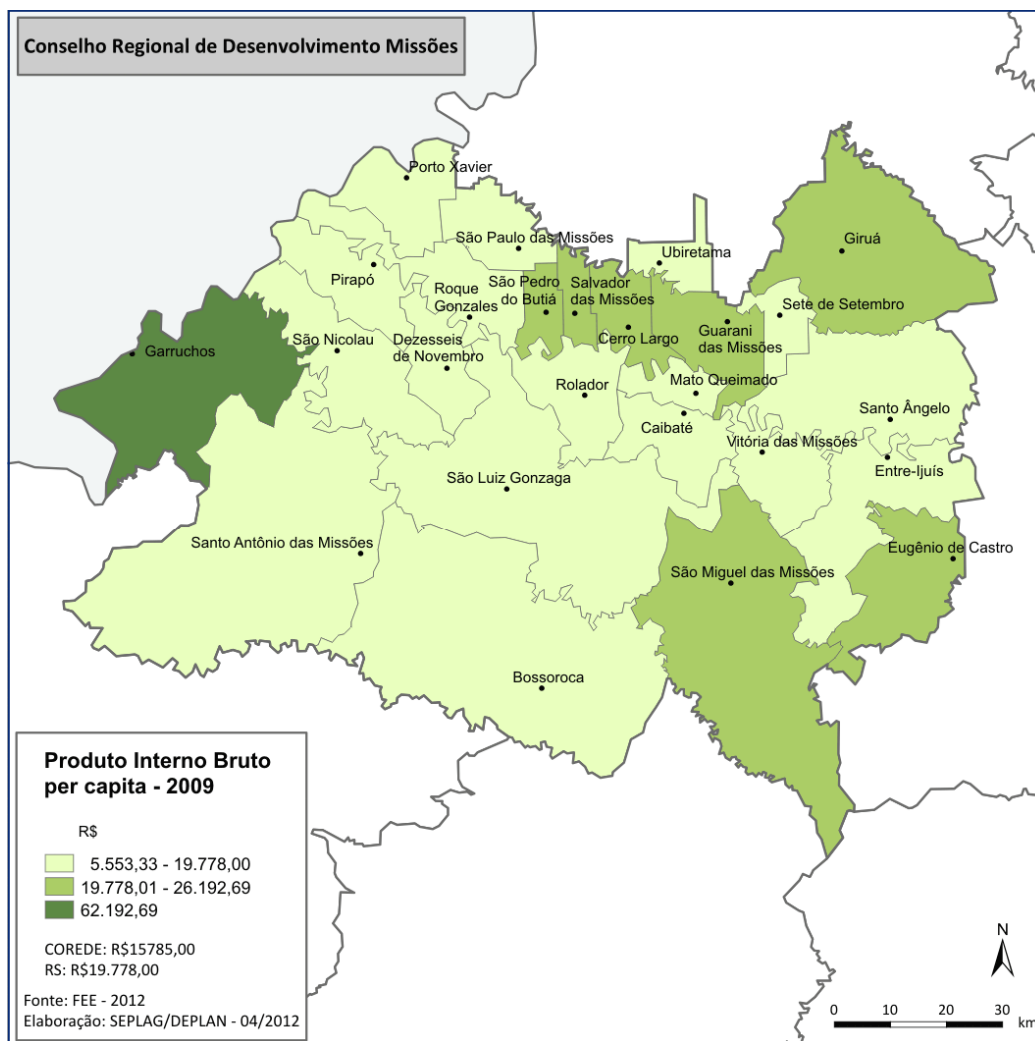 Conselho Regional de Desenvolvimento Missões
Porto Xavier
São Paulo das Missões
Ubiretama
Giruá
Pirapó
Roque
Gonzales
São Pedro
do Butiá
Salvador
das Missões
Sete de Setembro
Garruchos
São Nicolau
Dezesseis
de Novembro
Cerro Largo
Guarani
das Missões
Rolador
Mato Queimado
Caibaté
Santo Ângelo
Vitória das Missões
Entre-Ijuís
São Luiz Gonzaga
Santo Antônio das Missões
São Miguel das Missões
Eugênio de Castro
Bossoroca
Produto Interno Bruto
per capita - 2009
R$
5.553,33 - 19.778,00
19.778,01 - 26.192,69
62.192,69
COREDE: R$15785,00
RS: R$19.778,00
Fonte: FEE - 2012
Elaboração: SEPLAG/DEPLAN - 04/2012
N
0 10 20 30
km